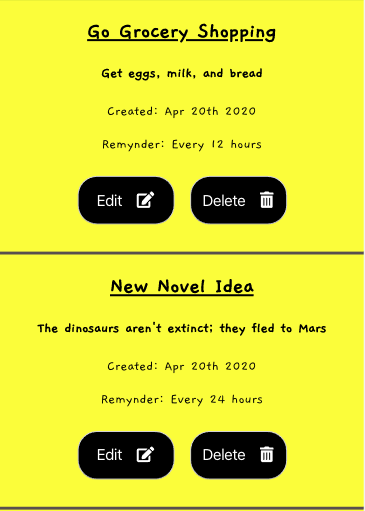 Go Grocery Shopping
Get eggs, milk, and bread
Created: Apr 20th 2020
Remynder: Every 12 hours
Edit Delete
New Novel Idea
The dinosaurs aren't extinct; they fled to Mars
Created: Apr 20th 2020
Remynder: Every 24 hours
Edit Delete